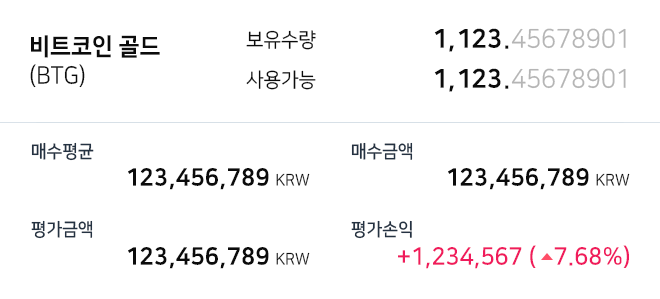 비트코인 골드 보유수량 1,123.45678901
(BTG) 사용가능 1,123.45678901
매수평균 매수금액
123,456,789 KRW 123,456,789 KRW
평가금액 평가손익
123,456,789 KRW +1,234,567 (▲7.68%)